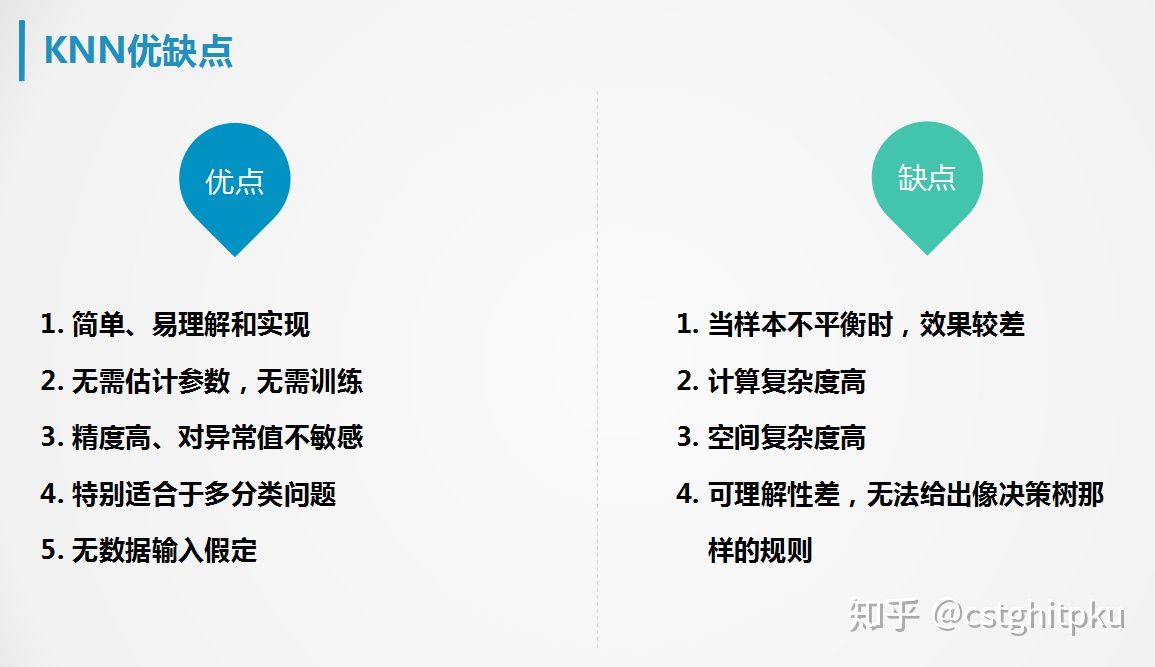 KNN优缺点
优点
1. 简单、易理解和实现
2. 无需估计参数，无需训练
3. 精度高、对异常值不敏感
4. 特别适合于多分类问题
5. 无数据输入假定
缺点
1. 当样本不平衡时，效果较差
2. 计算复杂度高
3. 空间复杂度高
4. 可理解性差，无法给出像决策树那
样的规则
知乎 @cstghitpku